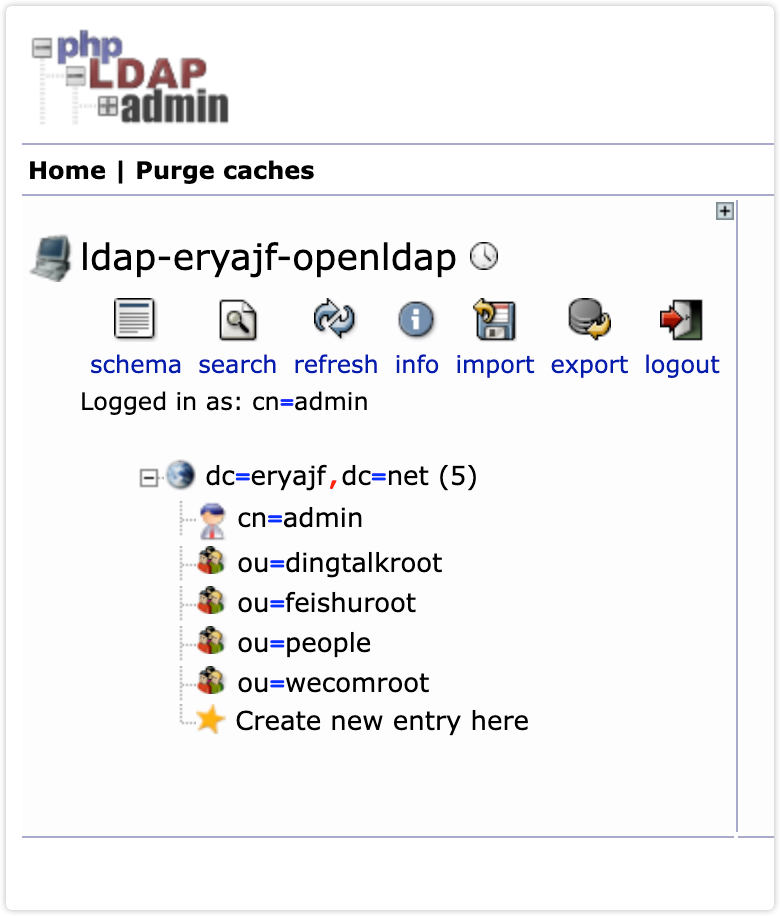 php
LDAP
admin
Home | Purge caches
ldap-eryajf-openldap
schema search refresh info import export logout
Logged in as: cn=admin
dc=eryajf,dc=net (5)
cn=admin
ou=dingtalkroot
ou=feishuroot
ou=people
ou=wecomroot
Create new entry here